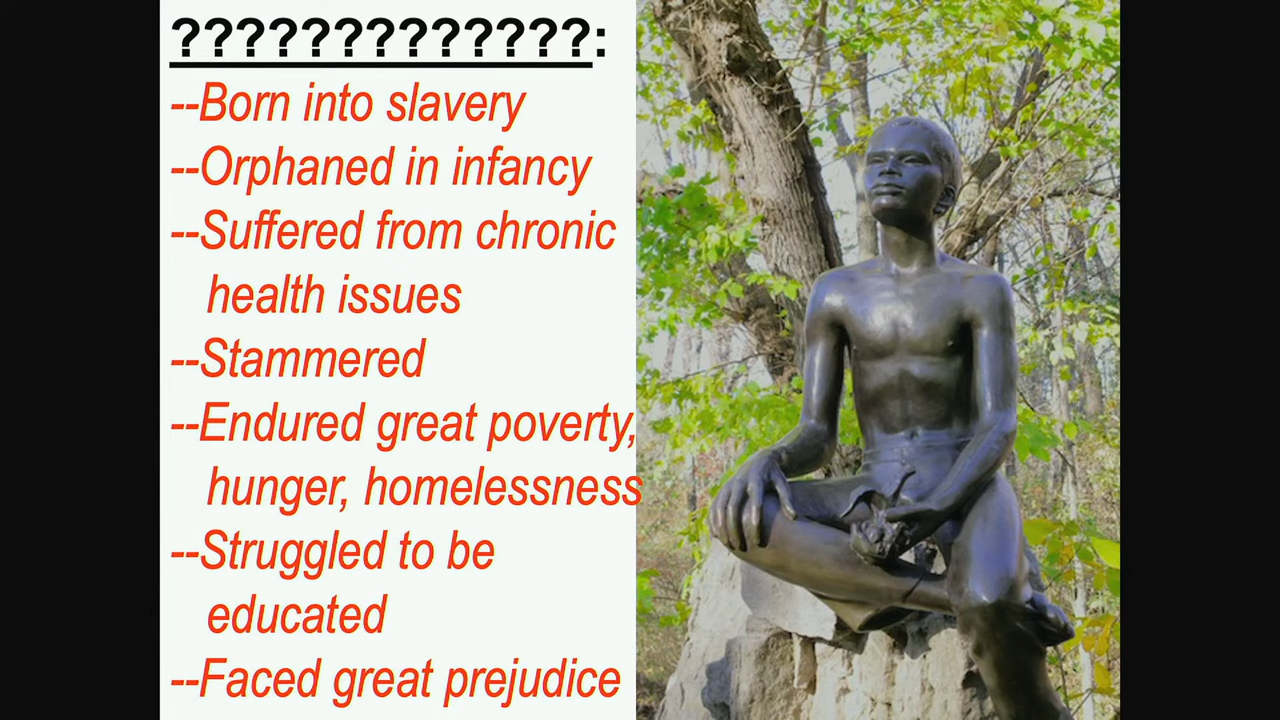 ?????????????:
--Born into slavery
--Orphaned in infancy
--Suffered from chronic
health issues
--Stammered
--Endured great poverty,
hunger, homelessness
--Struggled to be
educated
--Faced great prejudice